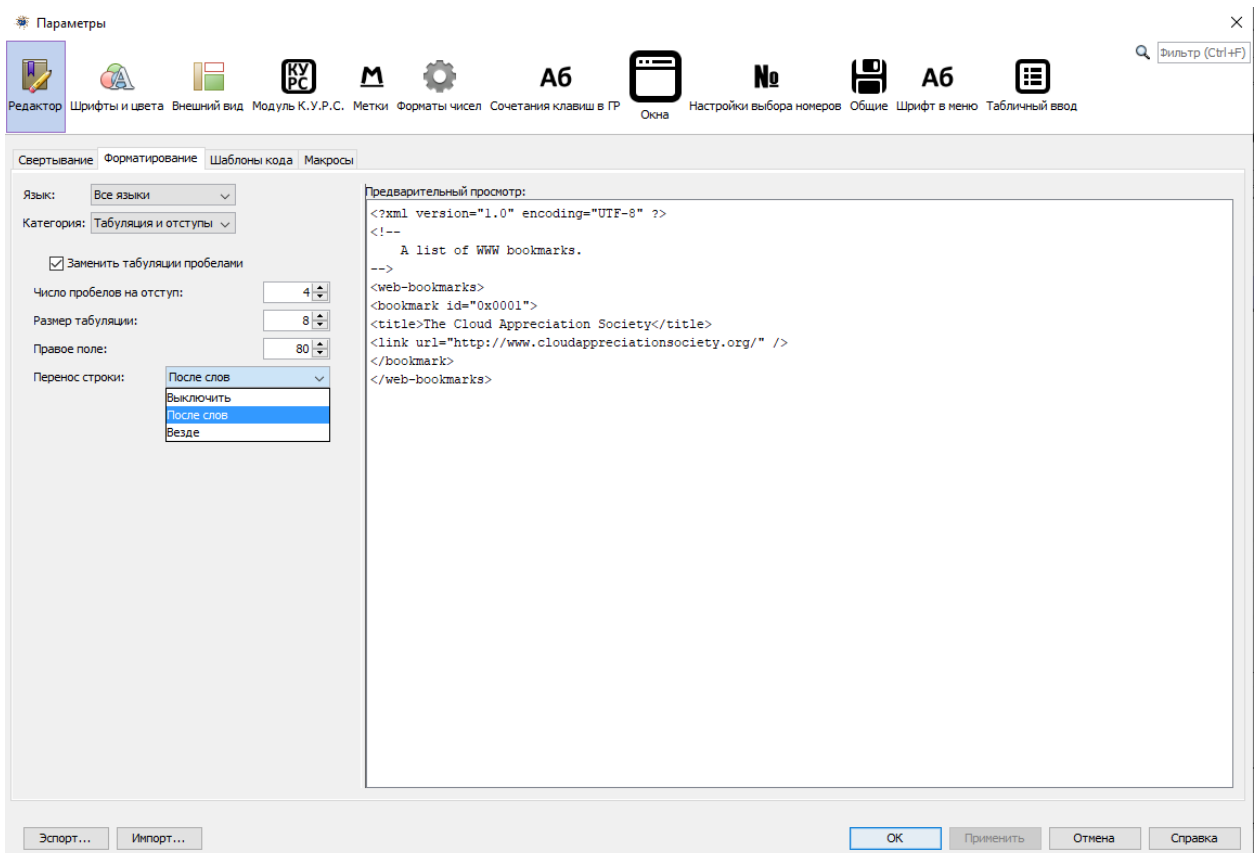 Параметры
Фильтр (Ctrl+F)
КУРС
М
Аб
№
Аб
Редактор Шрифты и цвета Внешний вид Модуль К.У.Р.С. Метки Форматы чисел Сочетания клавиш в ГР Окна Настройки выбора номеров Общие Шрифт в меню Табличный ввод
Свертывание Форматирование Шаблоны кода Макросы
Язык: Все языки
Категория: Табуляция и отступы
Заменить табуляции пробелами
Число пробелов на отступ: 4
Размер табуляции: 8
Правое поле: 80
Перенос строки: После слов
Выключить
После слов
Везде
Предварительный просмотр:
<?xml version="1.0" encoding="UTF-8" ?>
<!--
    A list of WWW bookmarks.
-->
<web-bookmarks>
<bookmark id="0x0001">
<title>The Cloud Appreciation Society</title>
<link url="http://www.cloudappreciationsociety.org/" />
</bookmark>
</web-bookmarks>
Эспорт... Импорт... OK Применить Отмена Справка